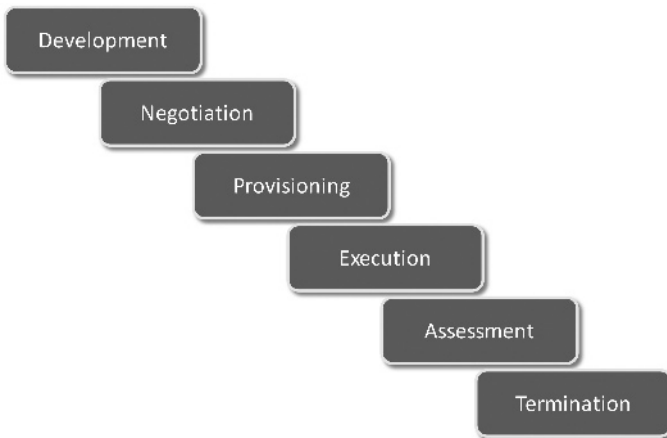 Development
Negotiation
Provisioning
Execution
Assessment
Termination